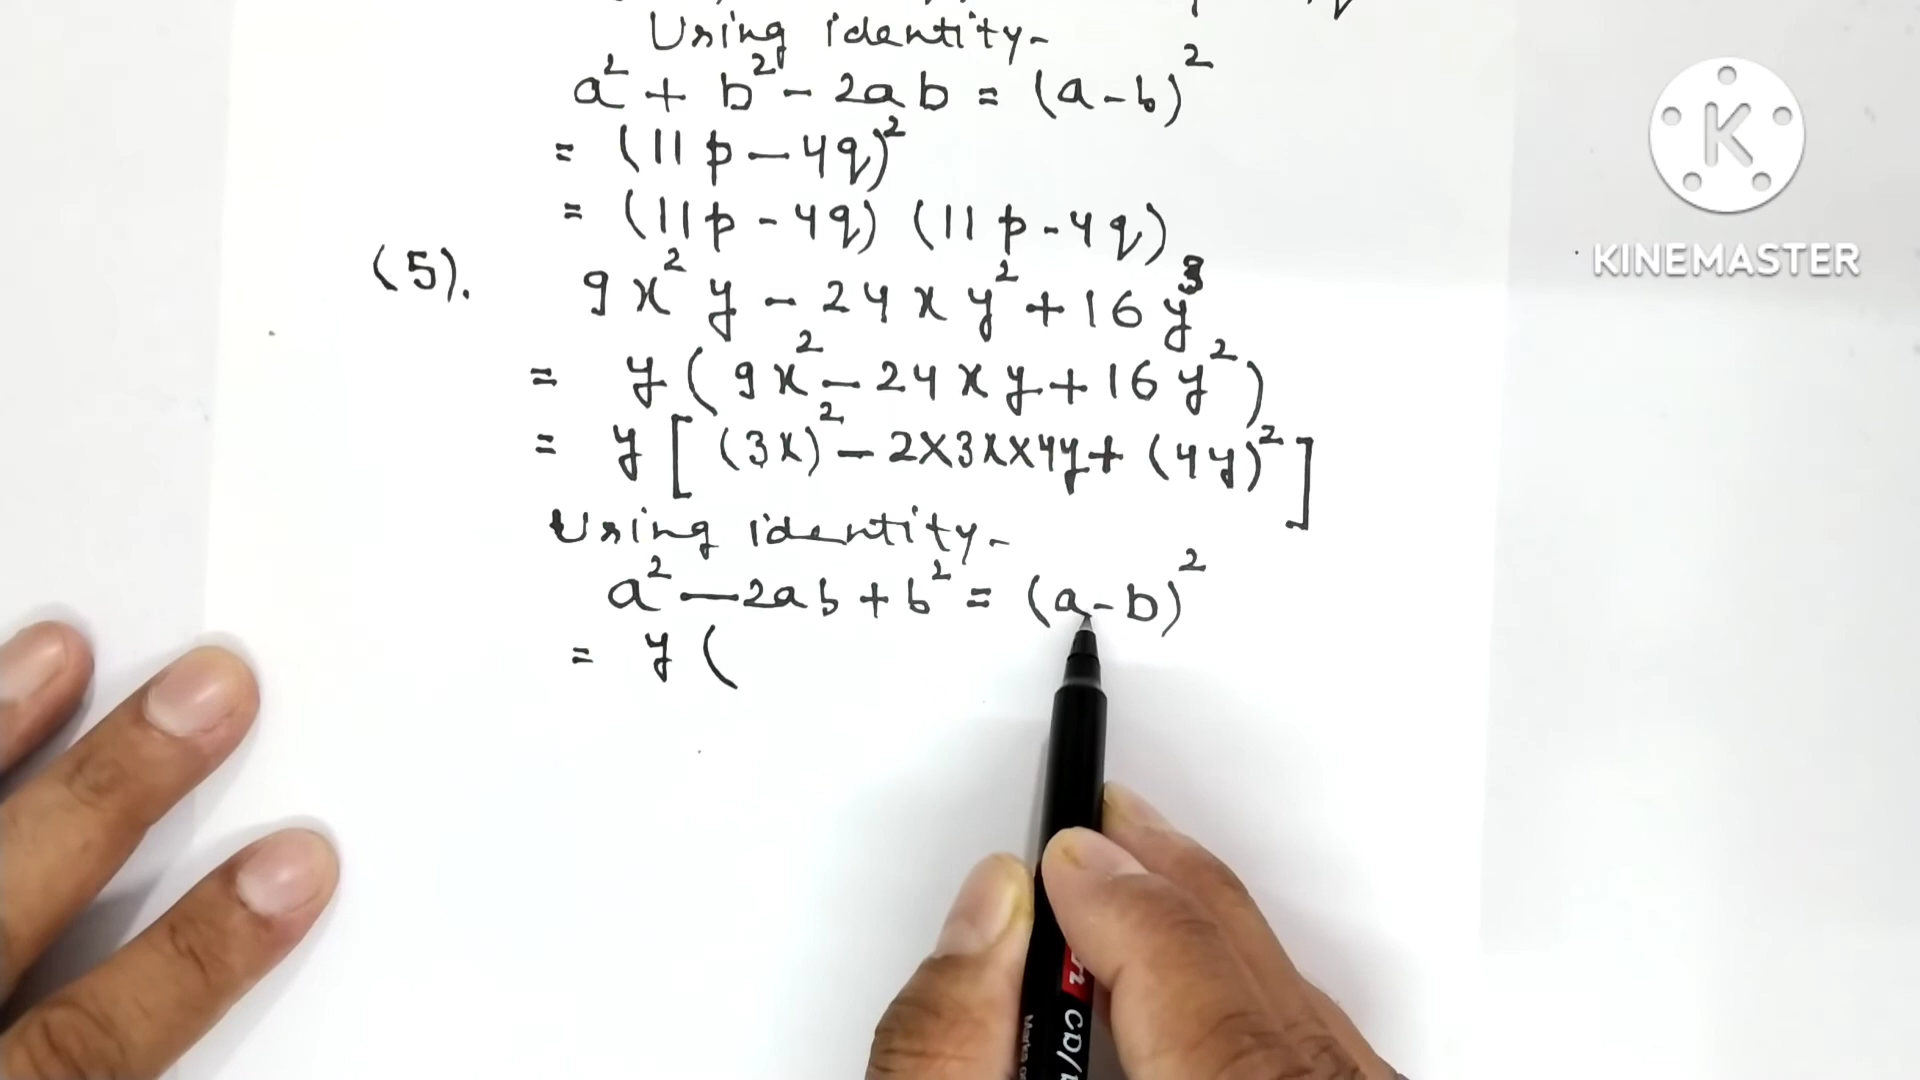 Using identity-
a² + b² - 2ab = (a-b)²
= (11p - 4q)²
= (11p - 4q) (11p - 4q)
(5). 9x²y - 24xy² + 16y³
= y (9x² - 24xy + 16y²)
= y [(3x)² - 2×3x×4y + (4y)²]
Using identity-
a² - 2ab + b² = (a-b)²
= y (
K
KINEMASTER
CD/